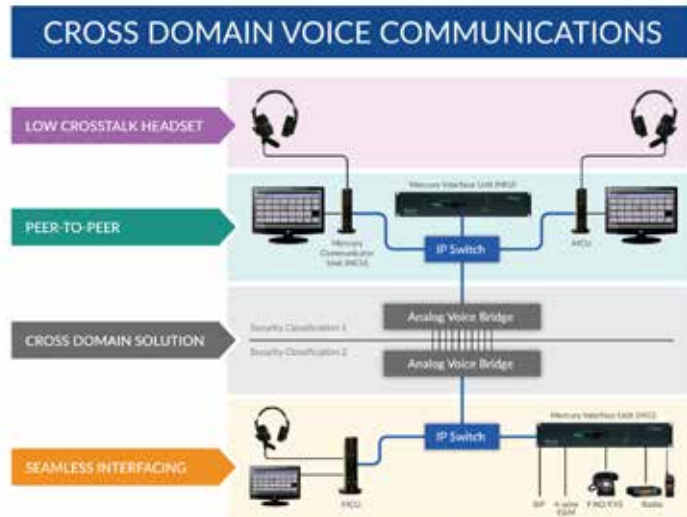 CROSS DOMAIN VOICE COMMUNICATIONS
LOW CROSSTALK HEADSET
Mercury Interface Unit (MIU)
PEER-TO-PEER
Mercury
Communicator
Unit (MCU)
IP Switch
MCU
Analog Voice Bridge
Security Classification 1
CROSS DOMAIN SOLUTION
Security Classification 2
Analog Voice Bridge
Mercury Interface Unit (MIU)
IP Switch
SEAMLESS INTERFACING
MCU
SIP
4-wire
E&M
FXO/FXS
Radio